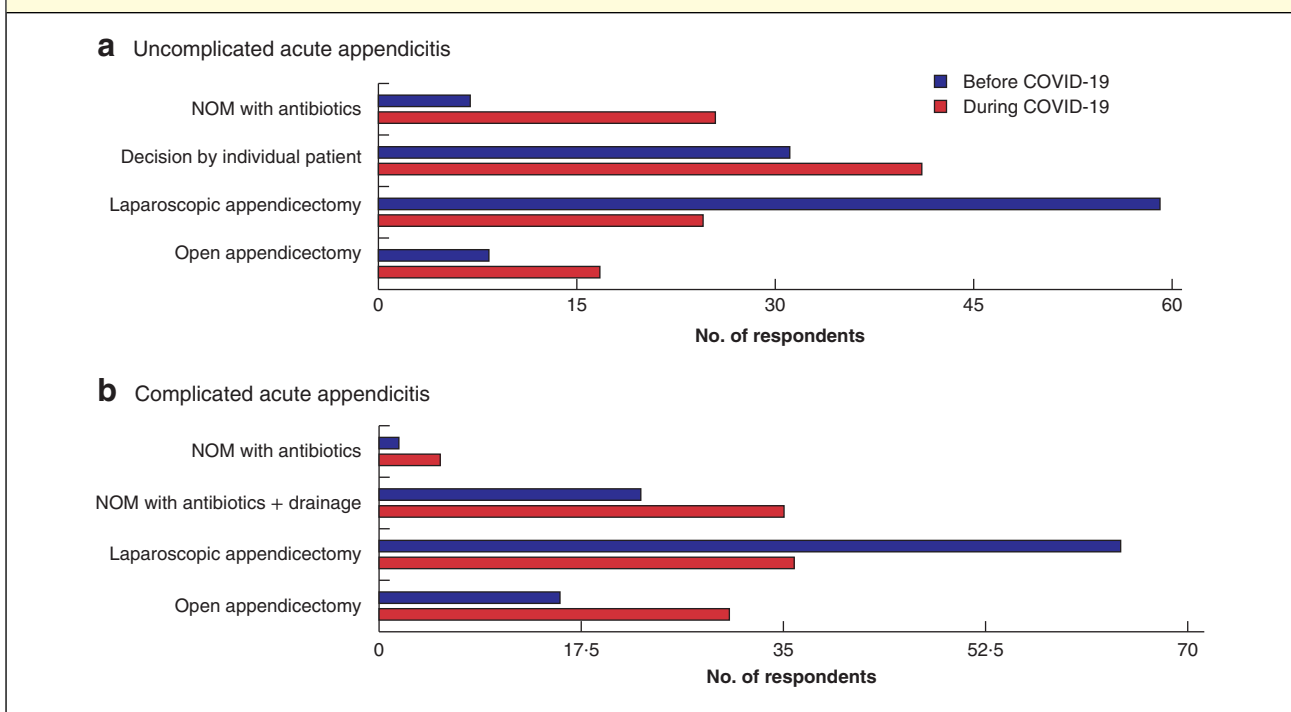 a Uncomplicated acute appendicitis
Before COVID-19
During COVID-19
NOM with antibiotics
Decision by individual patient
Laparoscopic appendicectomy
Open appendicectomy
0 15 30 45 60
No. of respondents
b Complicated acute appendicitis
NOM with antibiotics
NOM with antibiotics + drainage
Laparoscopic appendicectomy
Open appendicectomy
0 17·5 35 52·5 70
No. of respondents